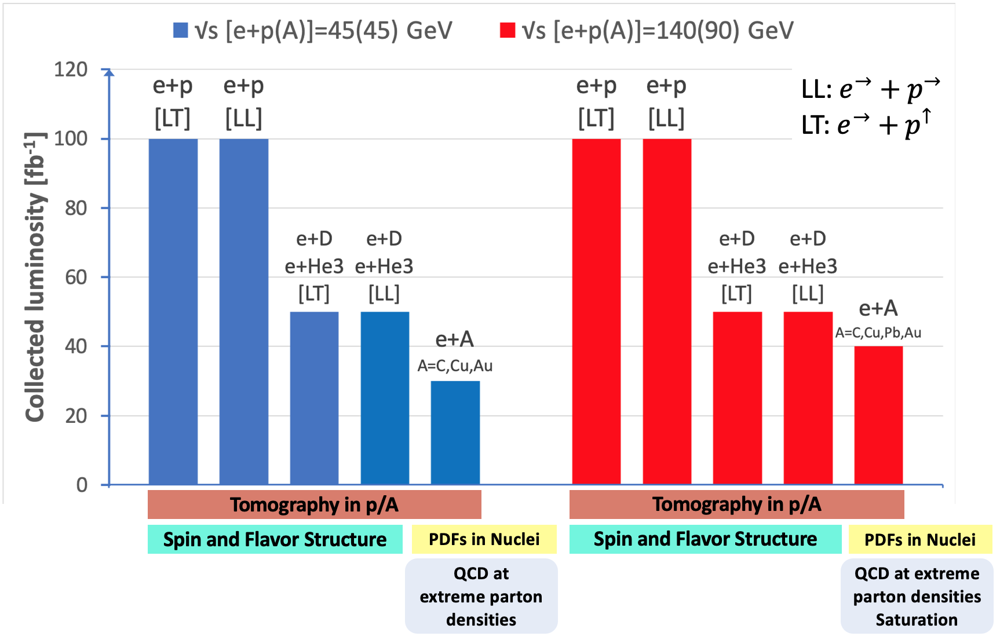 √s [e+p(A)]=45(45) GeV
√s [e+p(A)]=140(90) GeV
LL: e→ + p→
LT: e→ + p↑
Collected luminosity [fb-1]
120
100
80
60
40
20
0
e+p
[LT]
e+p
[LL]
e+D
e+He3
[LT]
e+D
e+He3
[LL]
e+A
A=C,Cu,Au
e+p
[LT]
e+p
[LL]
e+D
e+He3
[LT]
e+D
e+He3
[LL]
e+A
A=C,Cu,Pb,Au
Tomography in p/A
Spin and Flavor Structure
PDFs in Nuclei
QCD at
extreme parton
densities
Tomography in p/A
Spin and Flavor Structure
PDFs in Nuclei
QCD at extreme
parton densities
Saturation